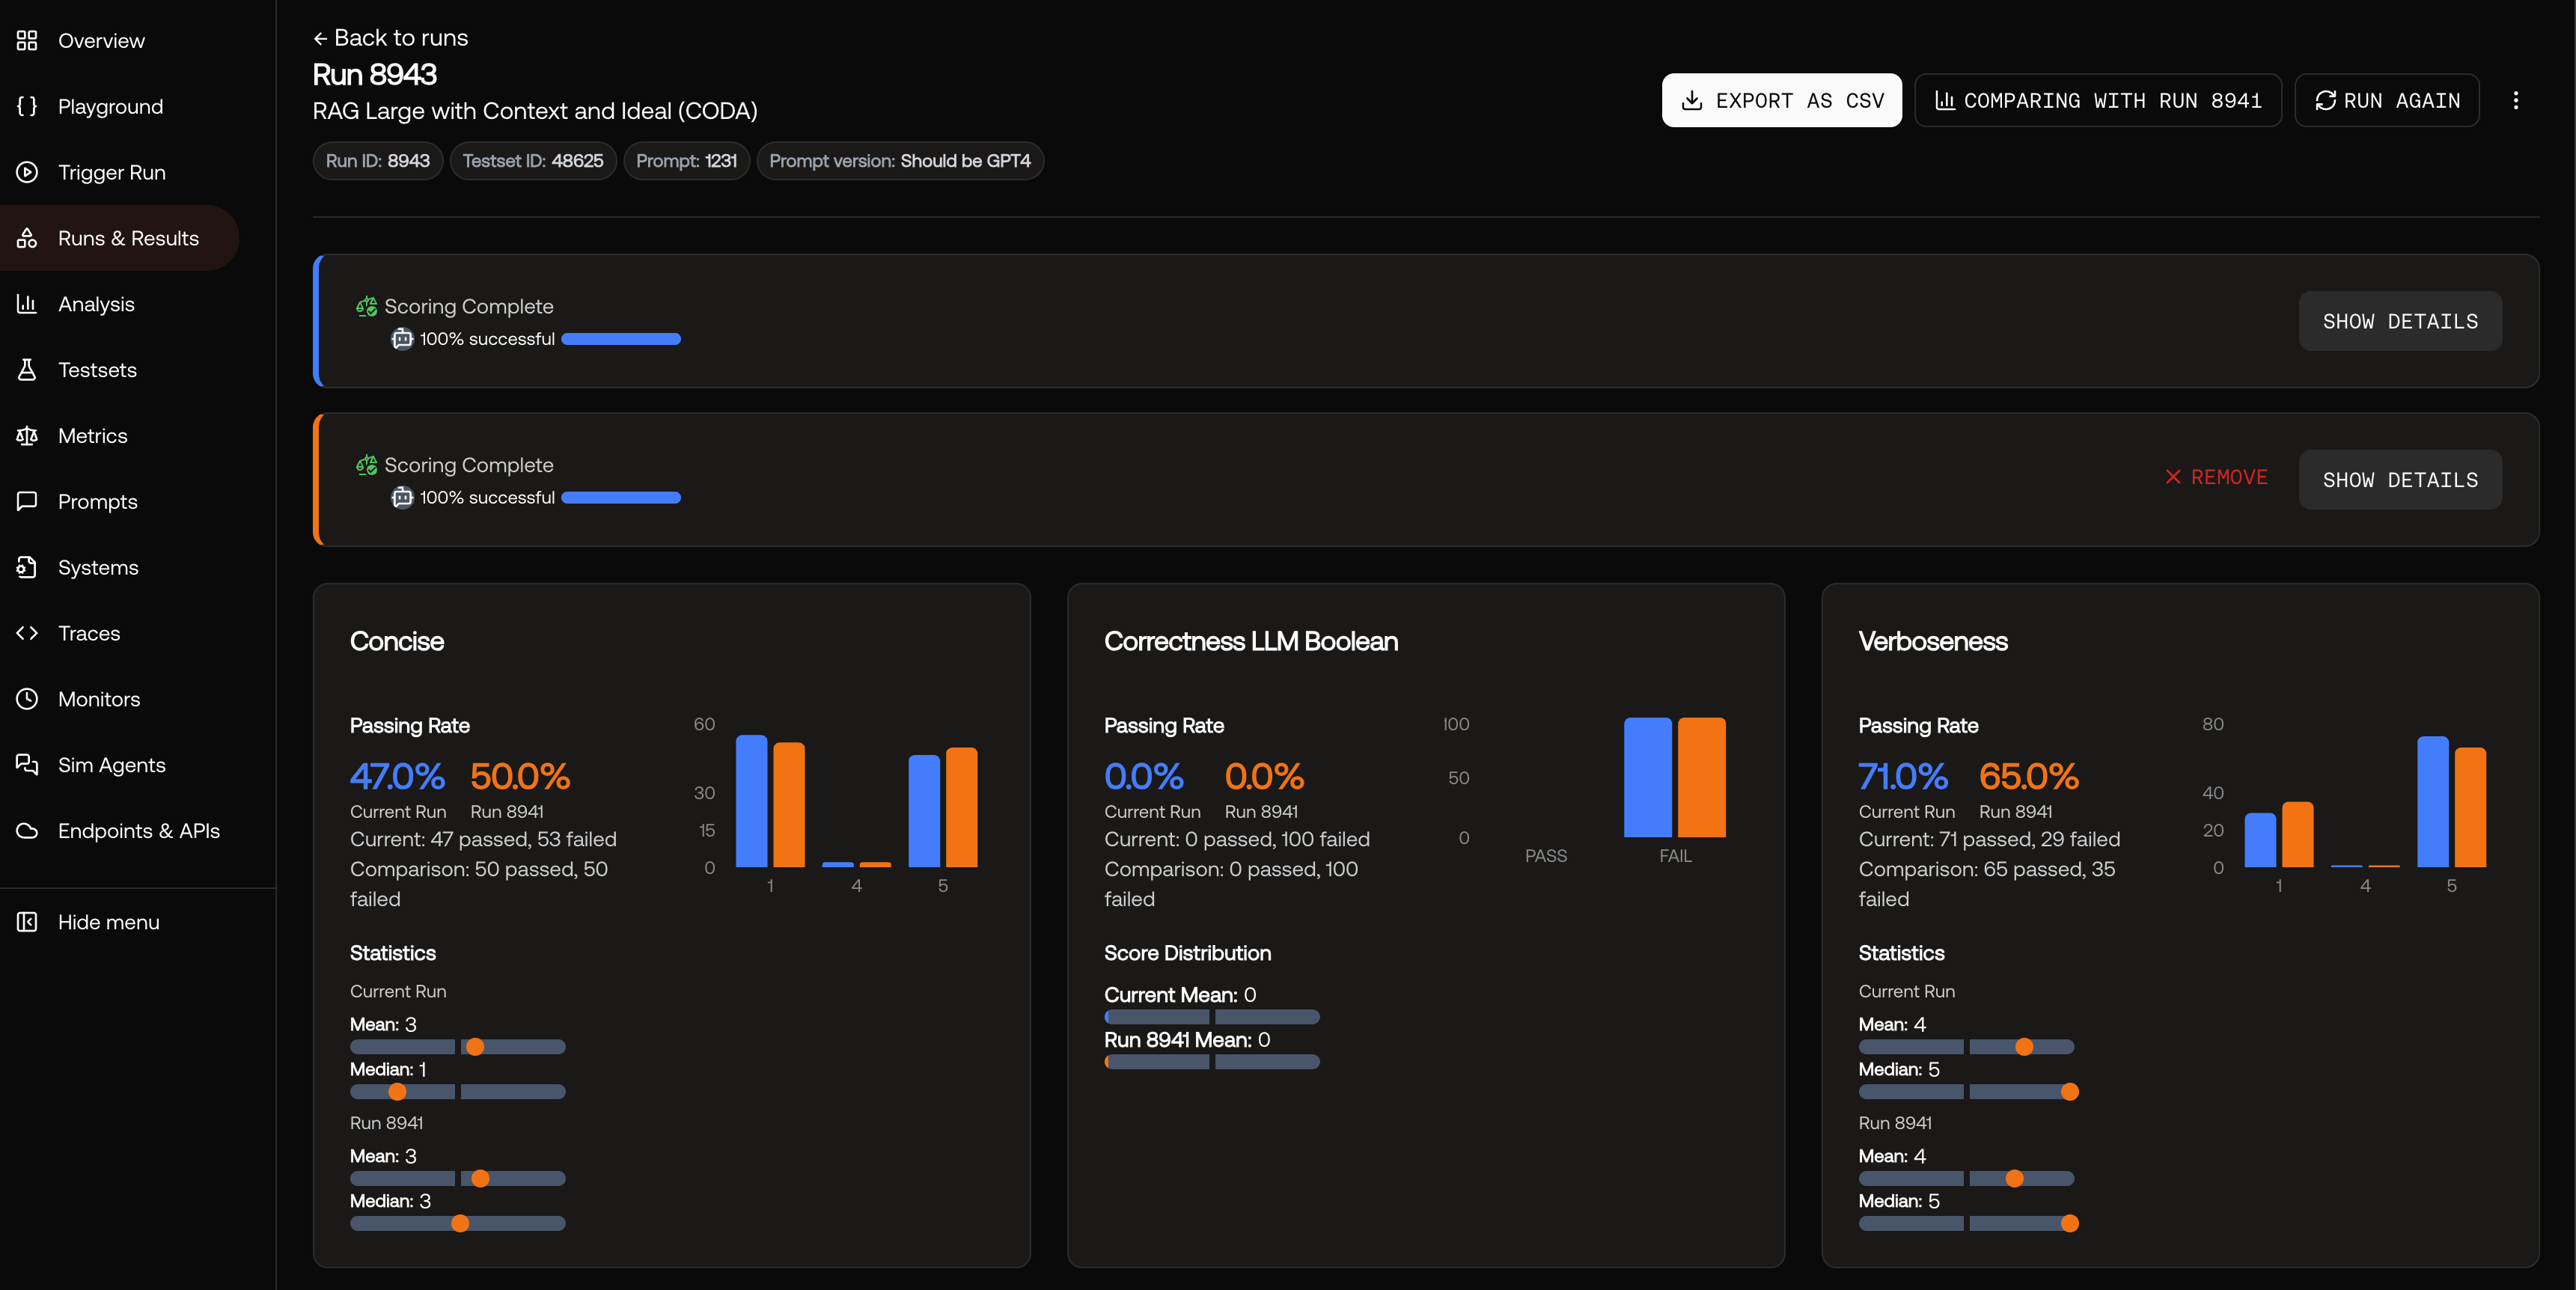 Overview
Playground
Trigger Run
Runs & Results
Analysis
Testsets
Metrics
Prompts
Systems
Traces
Monitors
Sim Agents
Endpoints & APIs
Hide menu
← Back to runs
Run 8943
RAG Large with Context and Ideal (CODA)
Run ID: 8943 Testset ID: 48625 Prompt: 1231 Prompt version: Should be GPT4
EXPORT AS CSV COMPARING WITH RUN 8941 RUN AGAIN
Scoring Complete
100% successful
SHOW DETAILS
Scoring Complete
100% successful
REMOVE SHOW DETAILS
Concise
Passing Rate
47.0% 50.0%
Current Run Run 8941
Current: 47 passed, 53 failed
Comparison: 50 passed, 50
failed
60
30
15
0
1 4 5
Statistics
Current Run
Mean: 3
Median: 1
Run 8941
Mean: 3
Median: 3
Correctness LLM Boolean
Passing Rate
0.0% 0.0%
Current Run Run 8941
Current: 0 passed, 100 failed
Comparison: 0 passed, 100
failed
100
50
0
PASS FAIL
Score Distribution
Current Mean: 0
Run 8941 Mean: 0
Verboseness
Passing Rate
71.0% 65.0%
Current Run Run 8941
Current: 71 passed, 29 failed
Comparison: 65 passed, 35
failed
80
40
20
0
1 4 5
Statistics
Current Run
Mean: 4
Median: 5
Run 8941
Mean: 4
Median: 5